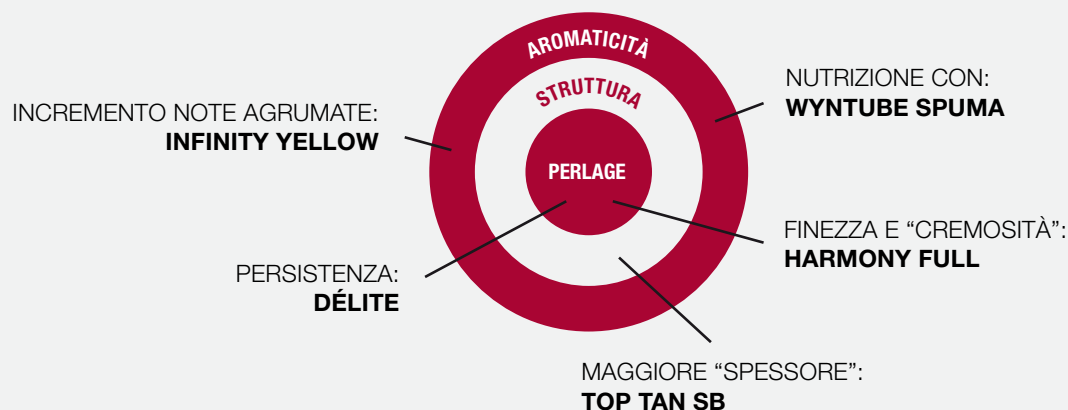 AROMATICITÀ
STRUTTURA
PERLAGE
INCREMENTO NOTE AGRUMATE:
INFINITY YELLOW
NUTRIZIONE CON:
WYNTUBE SPUMA
FINEZZA E “CREMOSITÀ”:
HARMONY FULL
PERSISTENZA:
DÉLITE
MAGGIORE “SPESSORE”:
TOP TAN SB